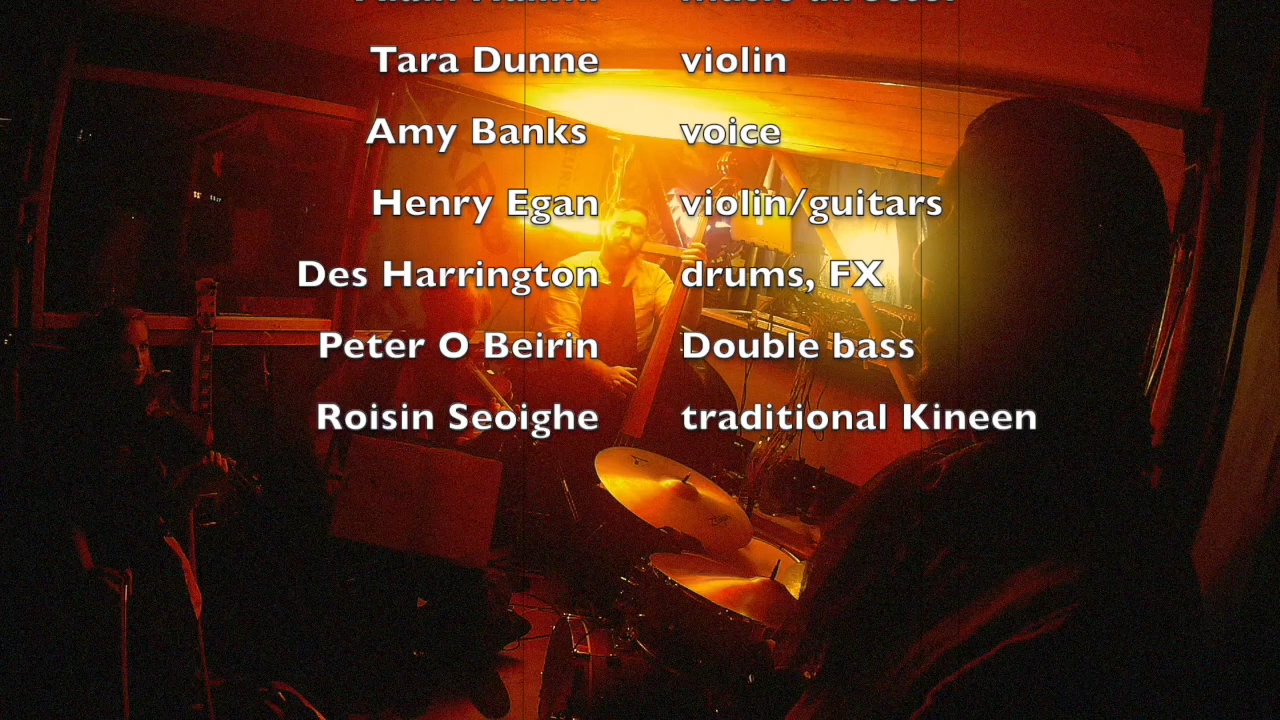 Tara Dunne violin
Amy Banks voice
Henry Egan violin/guitars
Des Harrington drums, FX
Peter O Beirin Double bass
Roisin Seoighe traditional Kineen